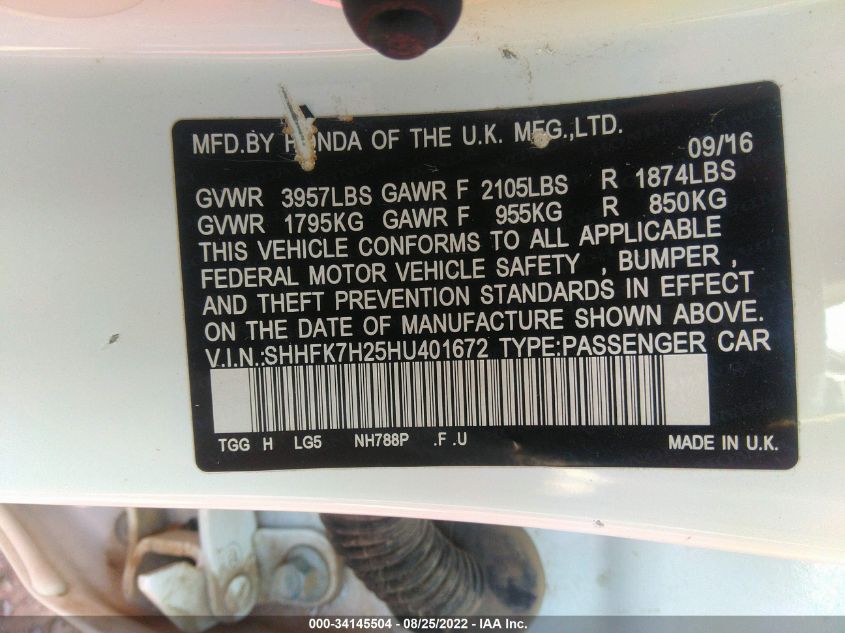 MFD.BY HONDA OF THE U.K. MFG.,LTD.
09/16
GVWR 3957LBS GAWR F 2105LBS R 1874LBS
GVWR 1795KG GAWR F 955KG R 850KG
THIS VEHICLE CONFORMS TO ALL APPLICABLE
FEDERAL MOTOR VEHICLE SAFETY , BUMPER ,
AND THEFT PREVENTION STANDARDS IN EFFECT
ON THE DATE OF MANUFACTURE SHOWN ABOVE.
V.I.N.:SHHFK7H25HU401672 TYPE:PASSENGER CAR
TGG H LG5 NH788P .F .U MADE IN U.K.
000-34145504 - 08/25/2022 - IAA Inc.